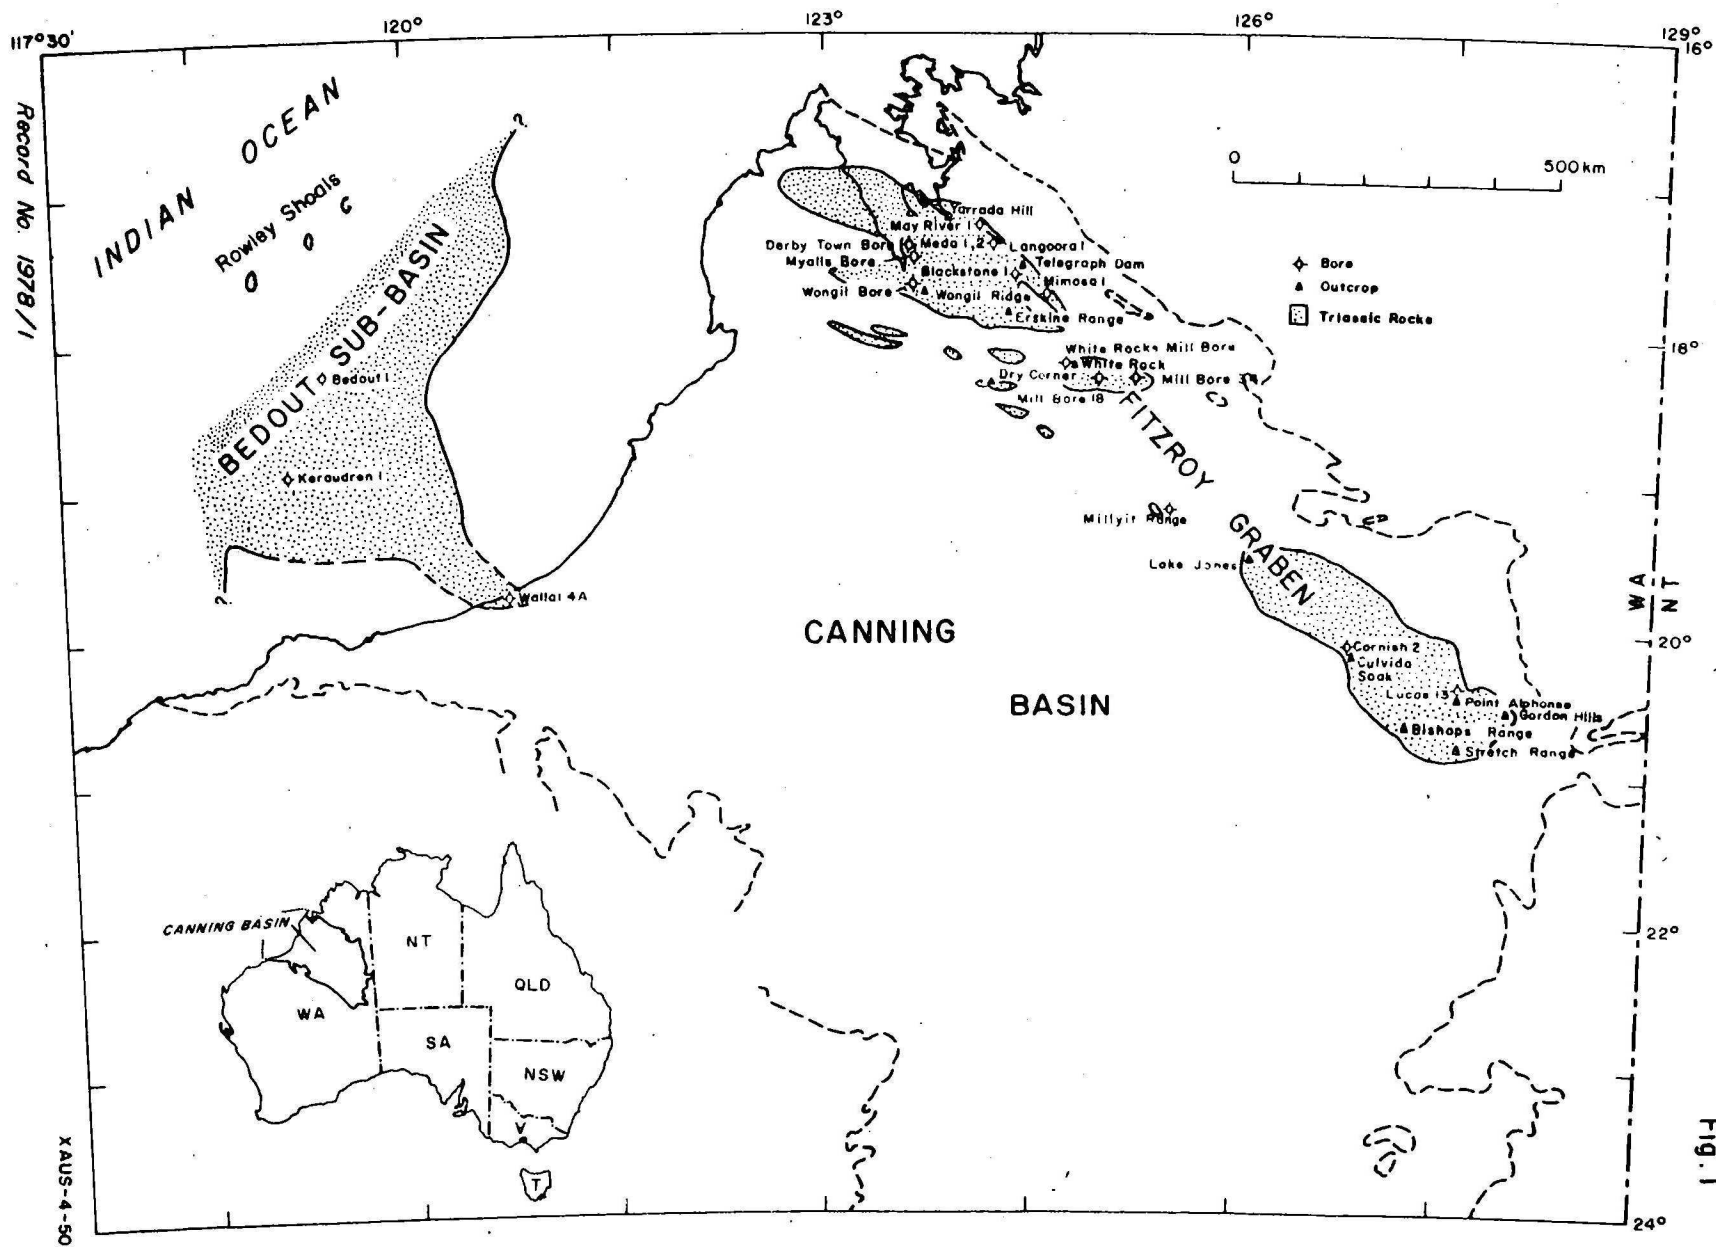 117°30'
120°
123°
126°
129°
16°
INDIAN OCEAN
Rowley Shoals
Record No. 1978/1
?
BEDOUT SUB-BASIN
Bedout 1
Keraudren 1
?
Wallal 4A
0 500 km
Yarrada Hill
May River 1
Derby Town Bore
Meda 1,2
Langoora 1
Myalls Bore
Telegraph Dam
Blackstone 1
Mimosa 1
Wongil Bore
Wongil Ridge
Erskine Range
Bore
Outcrop
Triassic Rocks
White Rocks Mill Bore
White Rock
Dry Corner
Mill Bore 34
Mill Bore 18
18°
FITZROY GRABEN
Millyit Range
Lake Jones
WA
NT
20°
CANNING
BASIN
Cornish 2
Culvida
Soak
Lucas 13
Point Alphonse
Gordon Hills
Bishops Range
Stretch Range
22°
24°
CANNING BASIN
NT
QLD
WA
SA
NSW
V
T
XAUS-4-50
Fig. 1